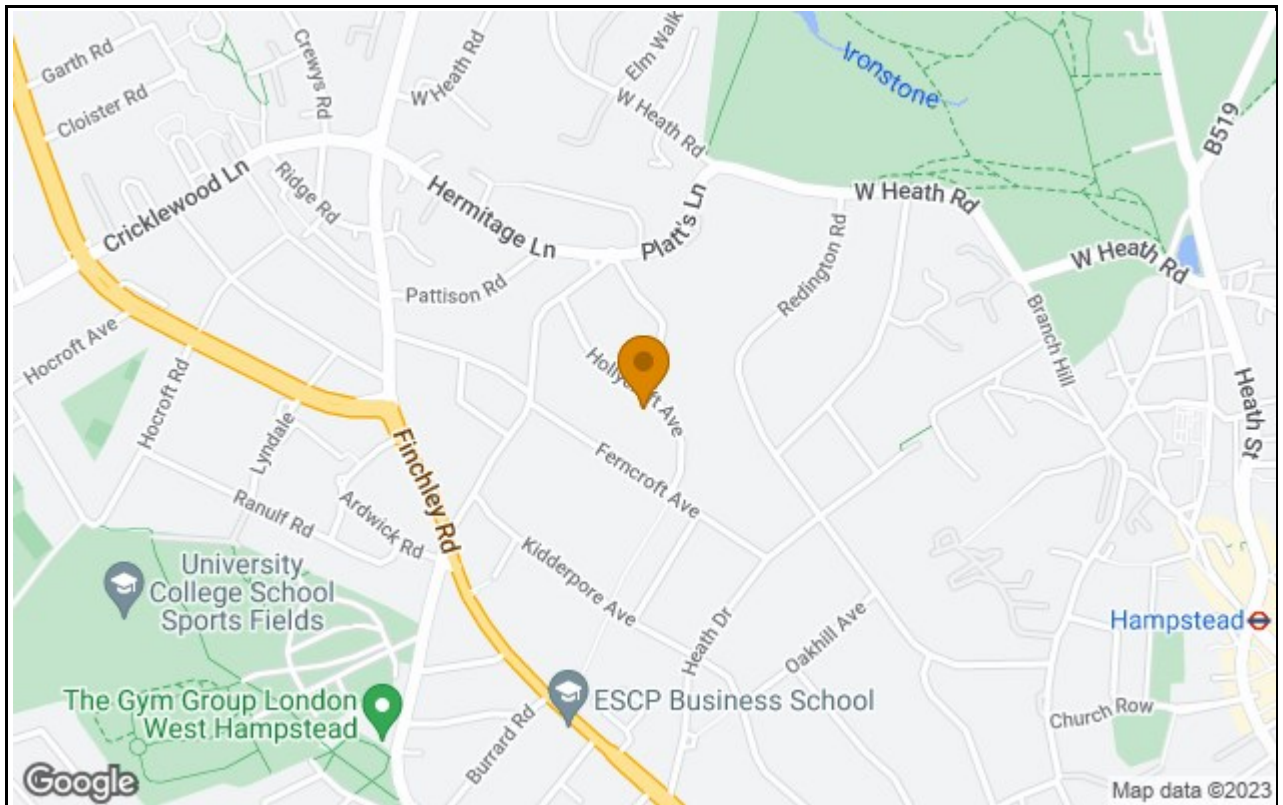 Garth Rd
Crewys Rd
W Heath Rd
Elm Walk
Ironstone
B519
Cloister Rd
W Heath Rd
Cricklewood Ln
Ridge Rd
Hermitage Ln
Platt's Ln
W Heath Rd
Redington Rd
W Heath Rd
Pattison Rd
Hocroft Ave
Hocroft Rd
Branch Hill
Heath St
Lyndale
Finchley Rd
Ferncroft Ave
Ranulf Rd
Ardwick Rd
Kidderpore Ave
University
College School
Sports Fields
Heath Dr
Oakhill Ave
Hampstead
The Gym Group London
West Hampstead
ESCP Business School
Burrard Rd
Church Row
Google
Map data ©2023